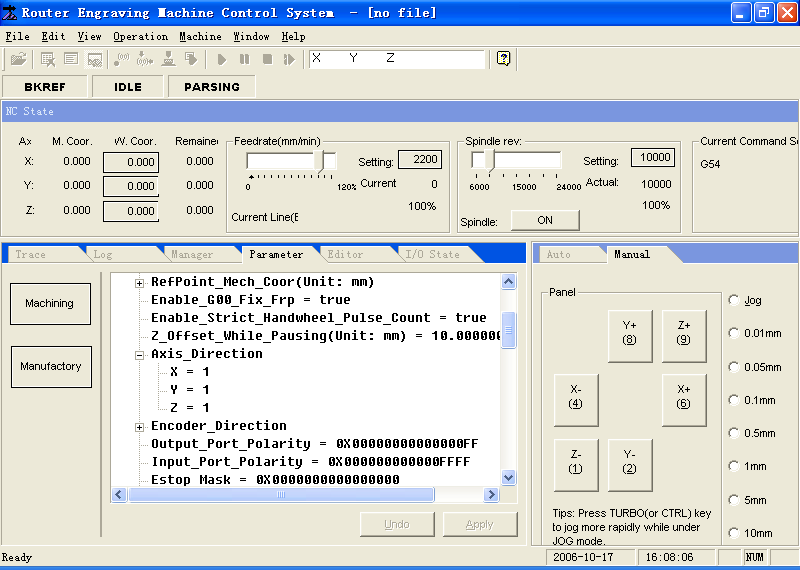 Router Engraving Machine Control System - [no file]
File Edit View Operation Machine Window Help
X Y Z
BKREF IDLE PARSING
NC State
Ax M. Coor. W. Coor. Remaine
X: 0.000 0.000 0.000
Y: 0.000 0.000 0.000
Z: 0.000 0.000 0.000
Feedrate(mm/min)
Setting: 2200
0 120% Current 0
100%
Current Line(E
Spindle rev:
Setting: 10000
6000 15000 24000 Actual: 10000
100%
Spindle: ON
Current Command Sc
G54
Trace Log Manager Parameter Editor I/O State
Auto Manual
Machining
Manufactory
RefPoint_Mech_Coor(Unit: mm)
Enable_G00_Fix_Frp = true
Enable_Strict_Handwheel_Pulse_Count = true
Z_Offset_While_Pausing(Unit: mm) = 10.000000
Axis_Direction
X = 1
Y = 1
Z = 1
Encoder_Direction
Output_Port_Polarity = 0X00000000000000FF
Input_Port_Polarity = 0X000000000000FFFF
Estop_Mask = 0X0000000000000000
Undo Apply
Panel
Y+ (8)
Z+ (9)
X- (4)
X+ (6)
Z- (1)
Y- (2)
Tips: Press TURBO(or CTRL) key
to jog more rapidly while under
JOG mode.
Jog
0.01mm
0.05mm
0.1mm
0.5mm
1mm
5mm
10mm
Ready 2006-10-17 16:08:06 NUM